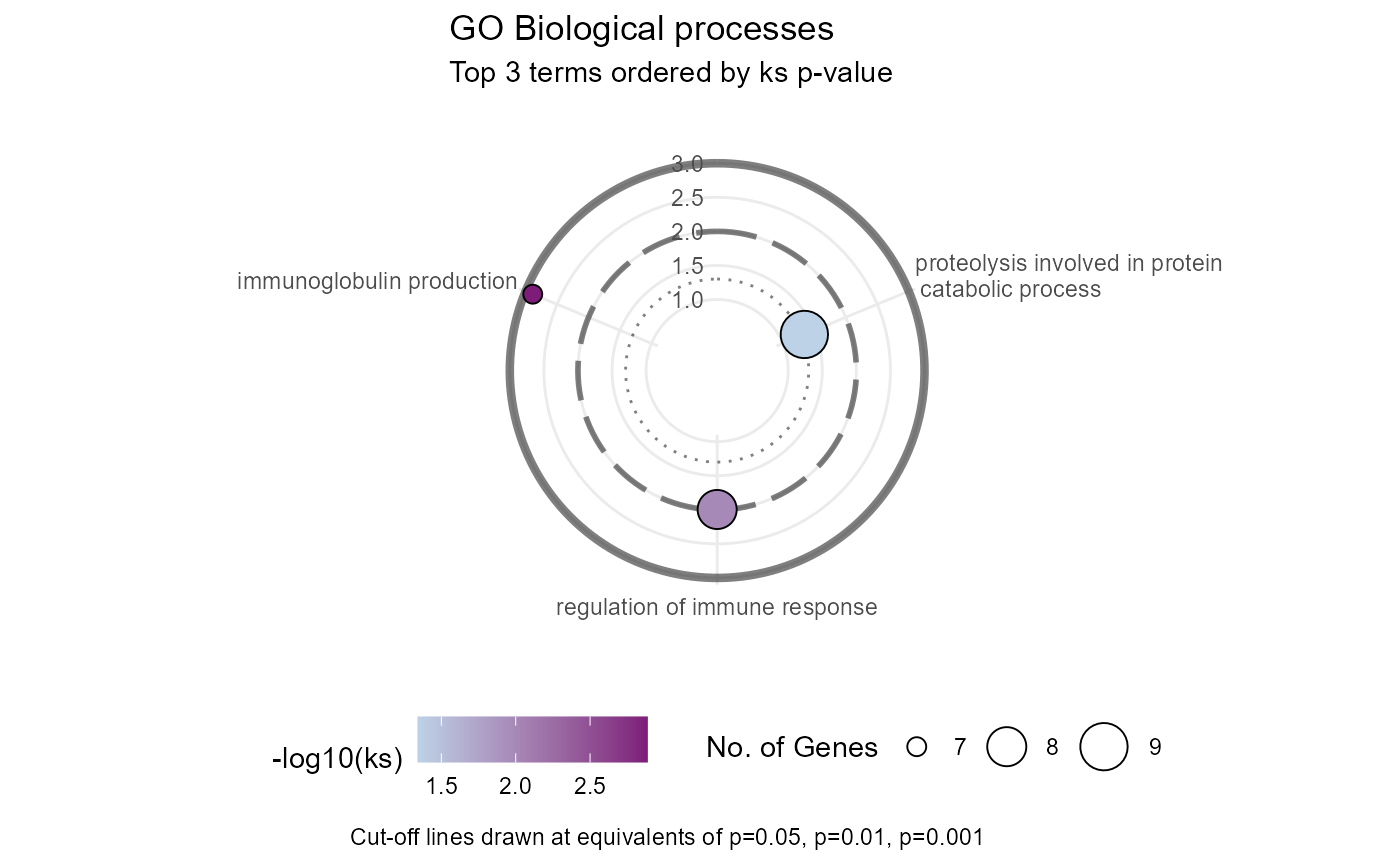 GO Biological processes
Top 3 terms ordered by ks p-value
3.0
2.5
2.0
1.5
1.0
immunoglobulin production
proteolysis involved in protein
catabolic process
regulation of immune response
-log10(ks)
1.5 2.0 2.5
No. of Genes 7 8 9
Cut-off lines drawn at equivalents of p=0.05, p=0.01, p=0.001